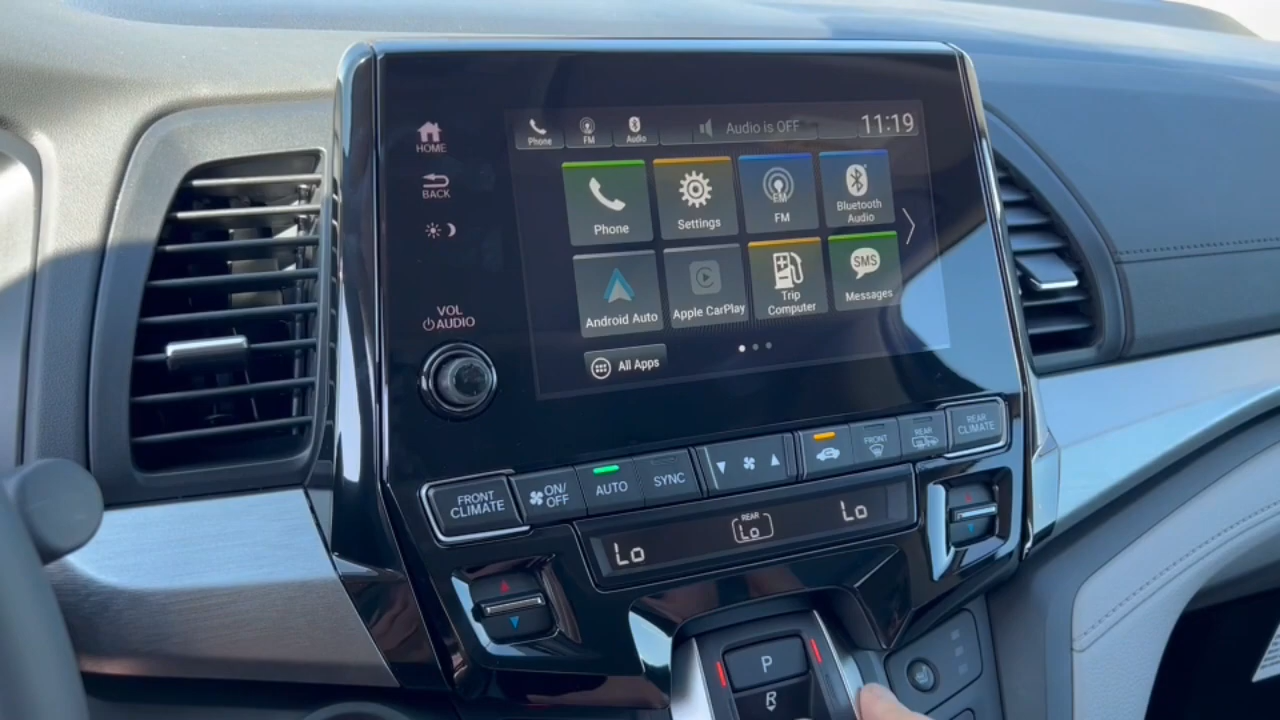 HOME
BACK
VOL
AUDIO
Phone
FM
Audio
Audio is OFF
11:19
Phone
Settings
FM
FM
Bluetooth
Audio
Android Auto
Apple CarPlay
Trip
Computer
SMS
Messages
All Apps
FRONT
CLIMATE
ON/
OFF
AUTO
SYNC
FRONT
REAR
REAR
CLIMATE
Lo
REAR
Lo
Lo
P
R